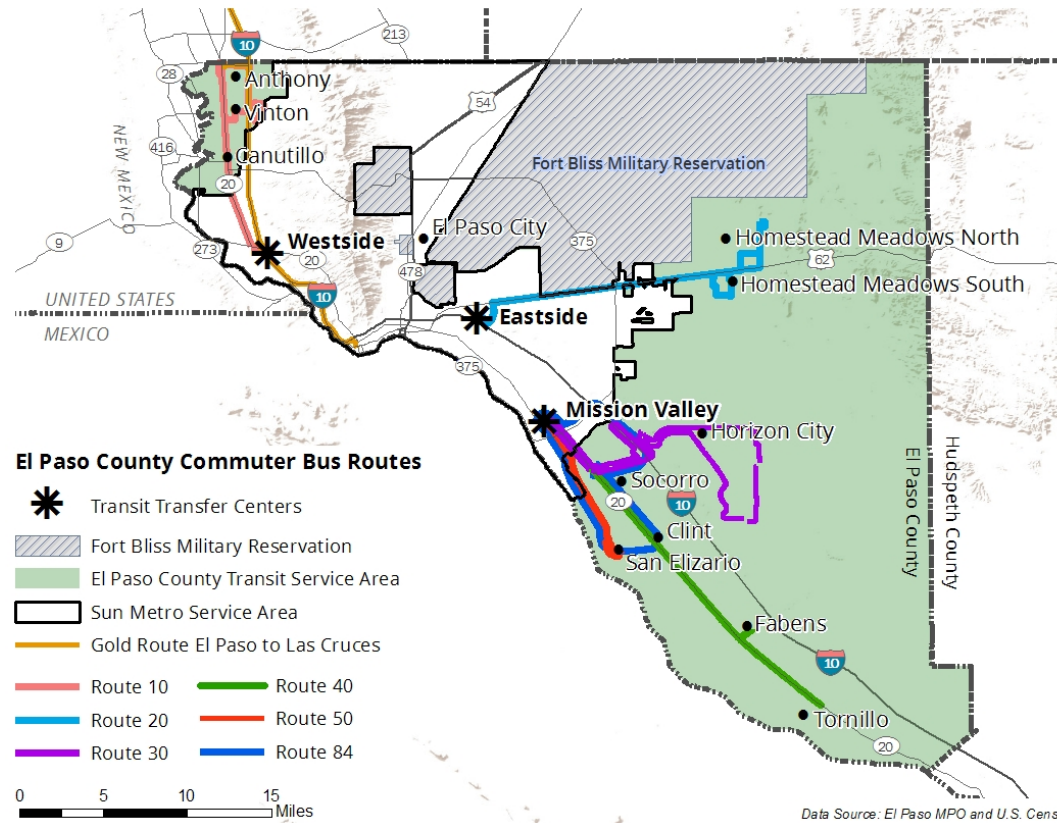 10
213
28
Anthony
54
Vinton
NEW MEXICO
416
Canutillo
Fort Bliss Military Reservation
20
El Paso City
Homestead Meadows North
9
273
Westside
20
375
62
478
Homestead Meadows South
UNITED STATES
10
MEXICO
Eastside
375
Mission Valley
Horizon City
El Paso County
Hudspeth County
Socorro
20
10
Clint
San Elizario
Fabens
10
Tornillo
20
El Paso County Commuter Bus Routes
Transit Transfer Centers
Fort Bliss Military Reservation
El Paso County Transit Service Area
Sun Metro Service Area
Gold Route El Paso to Las Cruces
Route 10
Route 40
Route 20
Route 50
Route 30
Route 84
0 5 10 15
Miles
Data Source: El Paso MPO and U.S. Cens